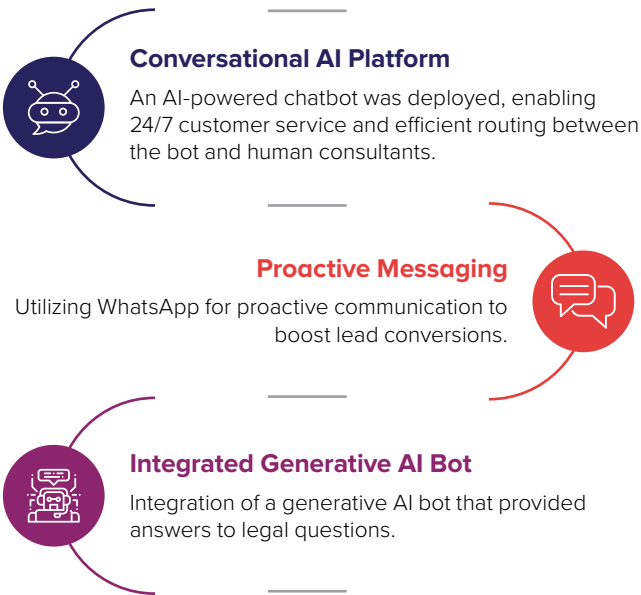 Conversational AI Platform
An AI-powered chatbot was deployed, enabling
24/7 customer service and efficient routing between
the bot and human consultants.
Proactive Messaging
Utilizing WhatsApp for proactive communication to
boost lead conversions.
Integrated Generative AI Bot
Integration of a generative AI bot that provided
answers to legal questions.